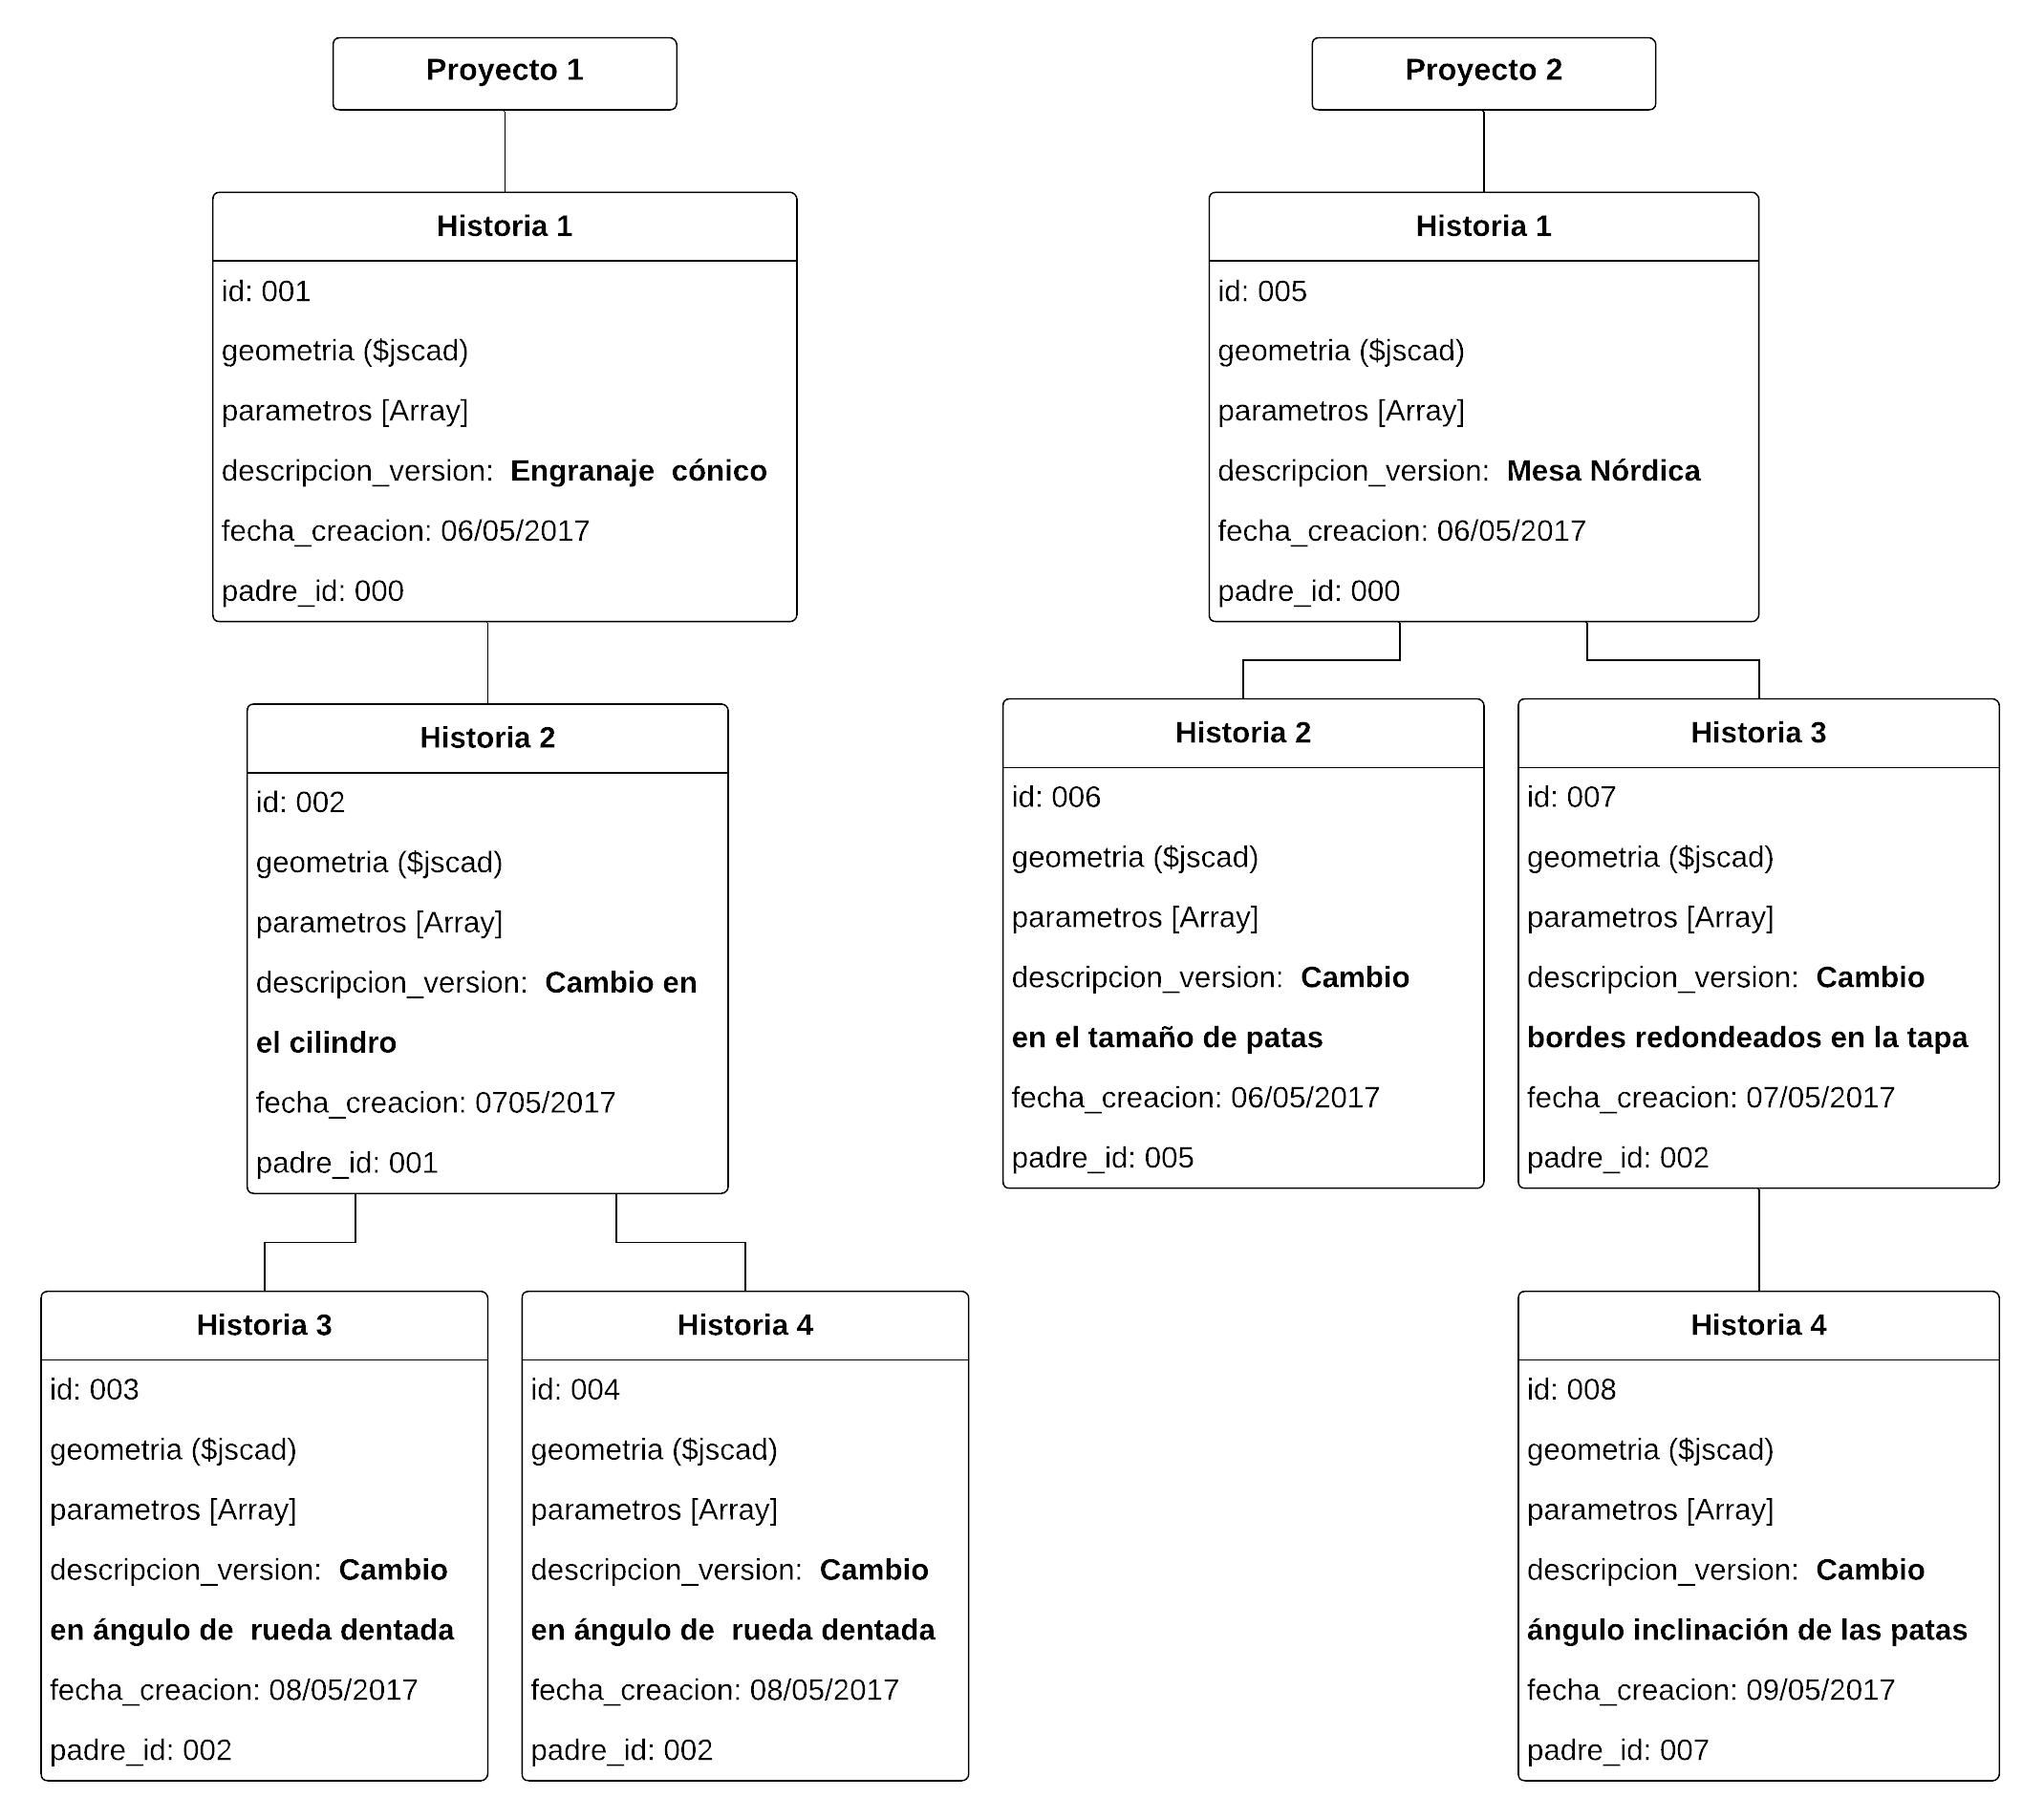 Proyecto 1
Historia 1
id: 001
geometria ($jscad)
parametros [Array]
descripcion_version:  Engranaje  cónico
fecha_creacion: 06/05/2017
padre_id: 000
Historia 2
id: 002
geometria ($jscad)
parametros [Array]
descripcion_version:  Cambio en
el cilindro
fecha_creacion: 0705/2017
padre_id: 001
Historia 3
id: 003
geometria ($jscad)
parametros [Array]
descripcion_version:  Cambio
en ángulo de  rueda dentada
fecha_creacion: 08/05/2017
padre_id: 002
Historia 4
id: 004
geometria ($jscad)
parametros [Array]
descripcion_version:  Cambio
en ángulo de  rueda dentada
fecha_creacion: 08/05/2017
padre_id: 002
Proyecto 2
Historia 1
id: 005
geometria ($jscad)
parametros [Array]
descripcion_version:  Mesa Nórdica
fecha_creacion: 06/05/2017
padre_id: 000
Historia 2
id: 006
geometria ($jscad)
parametros [Array]
descripcion_version:  Cambio
en el tamaño de patas
fecha_creacion: 06/05/2017
padre_id: 005
Historia 3
id: 007
geometria ($jscad)
parametros [Array]
descripcion_version:  Cambio
bordes redondeados en la tapa
fecha_creacion: 07/05/2017
padre_id: 002
Historia 4
id: 008
geometria ($jscad)
parametros [Array]
descripcion_version:  Cambio
ángulo inclinación de las patas
fecha_creacion: 09/05/2017
padre_id: 007